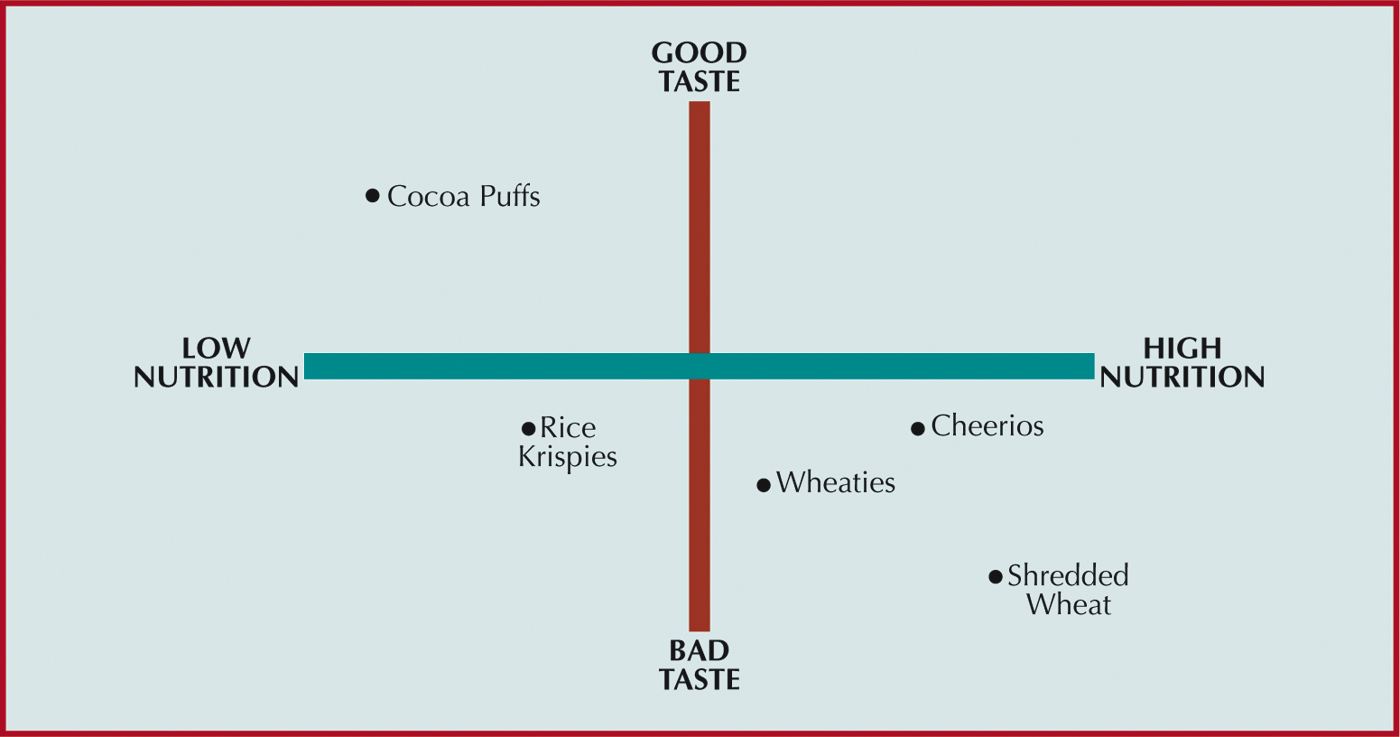 GOOD
TASTE
Cocoa Puffs
LOW
NUTRITION
HIGH
NUTRITION
Rice
Krispies
Cheerios
Wheaties
Shredded
Wheat
BAD
TASTE